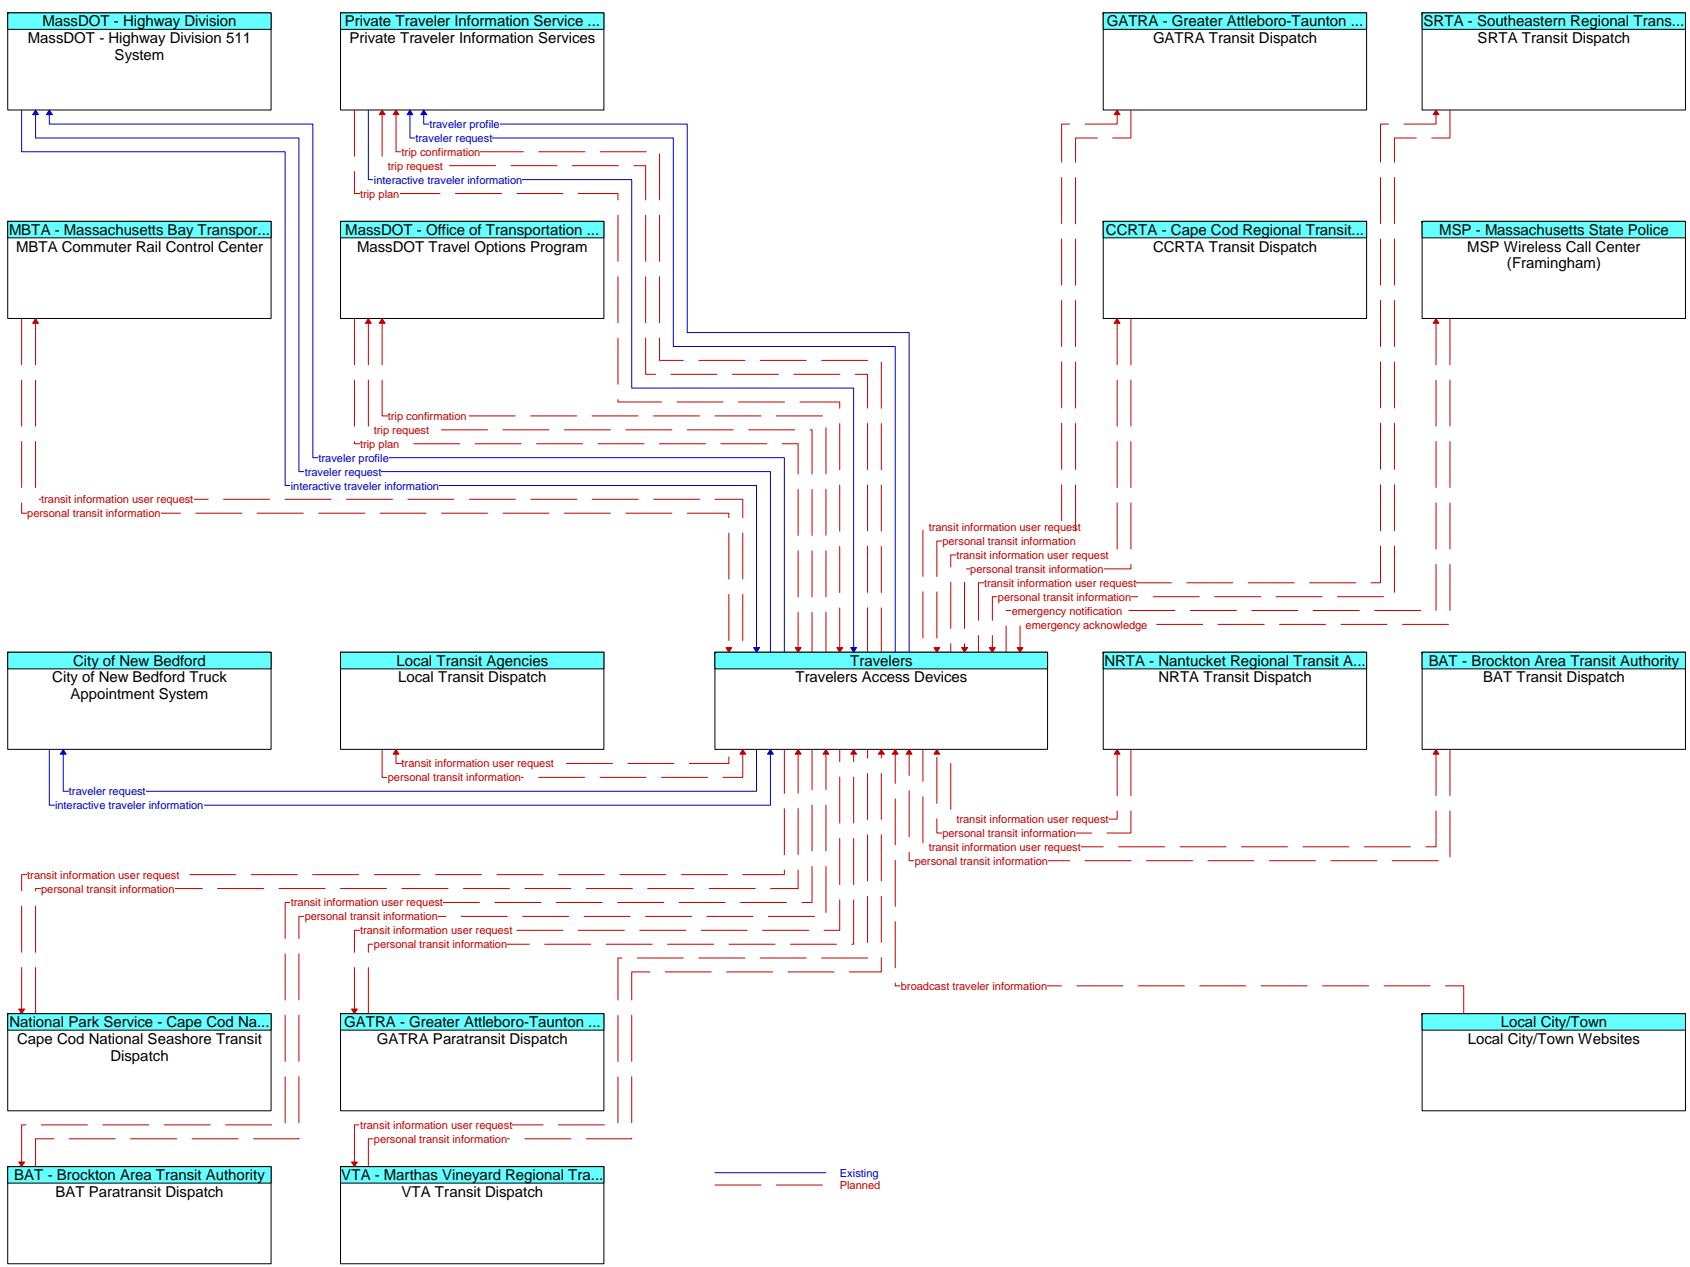 MassDOT - Highway Division
MassDOT - Highway Division 511
System
Private Traveler Information Service ...
Private Traveler Information Services
GATRA - Greater Attleboro-Taunton ...
GATRA Transit Dispatch
SRTA - Southeastern Regional Trans...
SRTA Transit Dispatch
traveler profile
traveler request
trip confirmation
trip request
interactive traveler information
trip plan
MBTA - Massachusetts Bay Transpor...
MBTA Commuter Rail Control Center
MassDOT - Office of Transportation ...
MassDOT Travel Options Program
CCRTA - Cape Cod Regional Transit...
CCRTA Transit Dispatch
MSP - Massachusetts State Police
MSP Wireless Call Center
(Framingham)
trip confirmation
trip request
trip plan
traveler profile
traveler request
interactive traveler information
transit information user request
personal transit information
transit information user request
personal transit information
transit information user request
personal transit information
transit information user request
personal transit information
emergency notification
emergency acknowledge
City of New Bedford
City of New Bedford Truck
Appointment System
Local Transit Agencies
Local Transit Dispatch
Travelers
Travelers Access Devices
NRTA - Nantucket Regional Transit A...
NRTA Transit Dispatch
BAT - Brockton Area Transit Authority
BAT Transit Dispatch
transit information user request
personal transit information
traveler request
interactive traveler information
transit information user request
personal transit information
transit information user request
personal transit information
transit information user request
personal transit information
transit information user request
personal transit information
transit information user request
personal transit information
broadcast traveler information
National Park Service - Cape Cod Na...
Cape Cod National Seashore Transit
Dispatch
GATRA - Greater Attleboro-Taunton ...
GATRA Paratransit Dispatch
Local City/Town
Local City/Town Websites
transit information user request
personal transit information
BAT - Brockton Area Transit Authority
BAT Paratransit Dispatch
VTA - Marthas Vineyard Regional Tra...
VTA Transit Dispatch
Existing
Planned